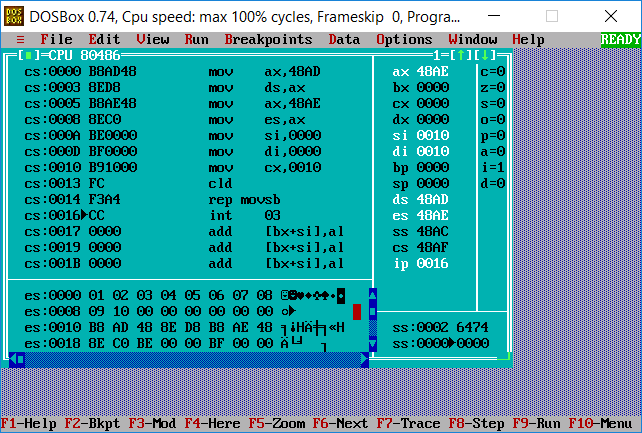 DOS BOX DOSBox 0.74, Cpu speed: max 100% cycles, Frameskip 0, Progra...
≡ File Edit View Run Breakpoints Data Options Window Help READY
[■]=CPU 80486 1=[↑][↓]
cs:0000 B8AD48 mov ax,48AD ax 48AE c=0
cs:0003 8ED8 mov ds,ax bx 0000 z=0
cs:0005 B8AE48 mov ax,48AE cx 0000 s=0
cs:0008 8EC0 mov es,ax dx 0000 o=0
cs:000A BE0000 mov si,0000 si 0010 p=0
cs:000D BF0000 mov di,0000 di 0010 a=0
cs:0010 B91000 mov cx,0010 bp 0000 i=1
cs:0013 FC cld sp 0000 d=0
cs:0014 F3A4 rep movsb ds 48AD
cs:0016►CC int 03 es 48AE
cs:0017 0000 add [bx+si],al ss 48AC
cs:0019 0000 add [bx+si],al cs 48AF
cs:001B 0000 add [bx+si],al ip 0016
es:0000 01 02 03 04 05 06 07 08 ☺☻♥♦♣♠•◘
es:0008 09 10 00 00 00 00 00 00 ○►
es:0010 B8 AD 48 8E D8 B8 AE 48 ╕¡HÄ╪╕«H ss:0002 6474
es:0018 8E C0 BE 00 00 BF 00 00 Ä└╛ ┐ ss:0000►0000
F1-Help F2-Bkpt F3-Mod F4-Here F5-Zoom F6-Next F7-Trace F8-Step F9-Run F10-Menu